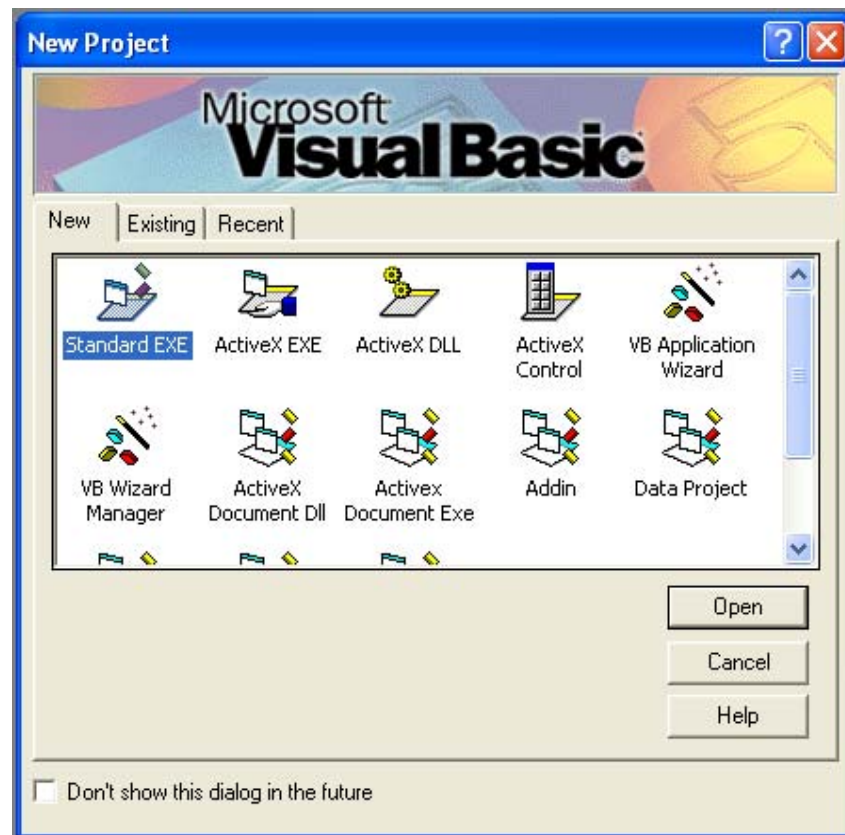 New Project
Microsoft
Visual Basic
New Existing Recent
Standard EXE ActiveX EXE ActiveX DLL ActiveX Control VB Application Wizard
VB Wizard Manager ActiveX Document Dll Activex Document Exe Addin Data Project
Open
Cancel
Help
Don't show this dialog in the future